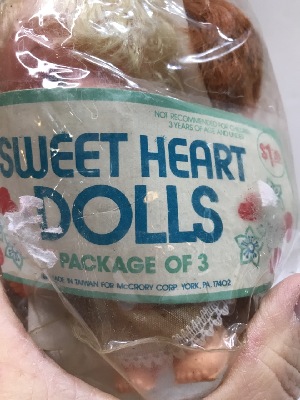 NOT RECOMMENDED FOR CHILDREN
3 YEARS OF AGE AND UNDER
SWEET HEART
DOLLS
PACKAGE OF 3
MADE IN TAIWAN FOR McCRORY CORP. YORK, PA. 17402